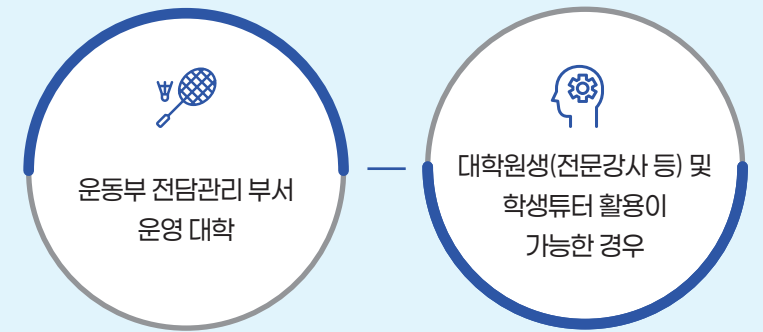 운동부 전담관리 부서
운영 대학
대학원생(전문강사 등) 및
학생튜터 활용이
가능한 경우